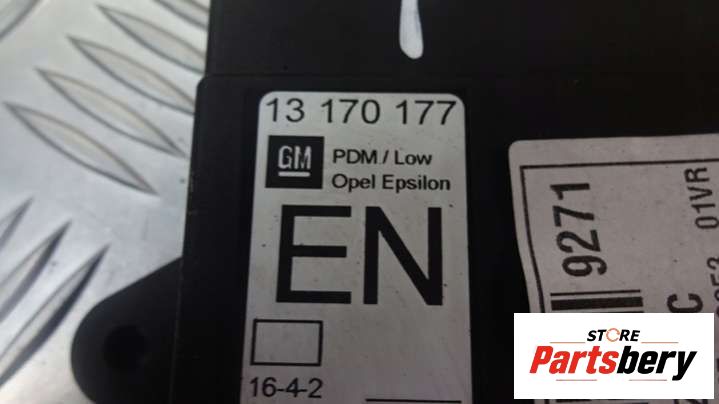 13 170 177
GM
PDM / Low
Opel Epsilon
EN
16-4-2
9271
01VR
C
STORE
Partsbery